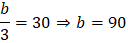 b/3 = 30 ⇒ b = 90